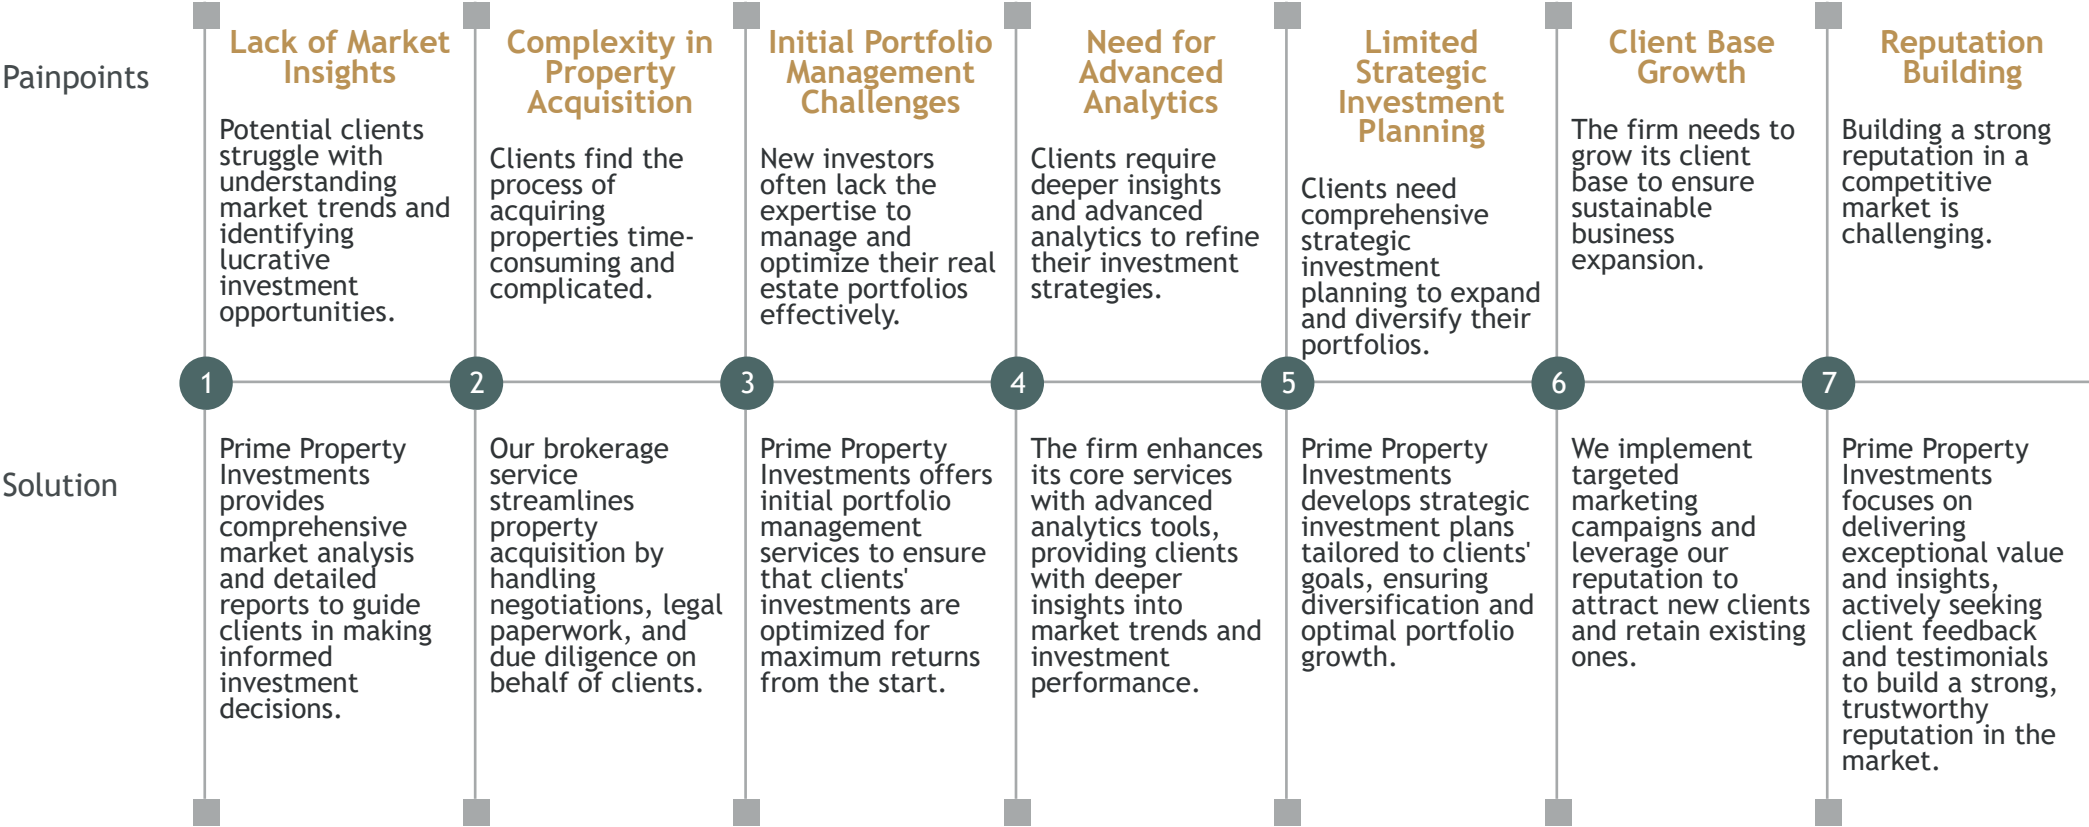 Painpoints
Lack of Market
Insights
Potential clients
struggle with
understanding
market trends and
identifying
lucrative
investment
opportunities.
Complexity in
Property
Acquisition
Clients find the
process of
acquiring
properties time-
consuming and
complicated.
Initial Portfolio
Management
Challenges
New investors
often lack the
expertise to
manage and
optimize their real
estate portfolios
effectively.
Need for
Advanced
Analytics
Clients require
deeper insights
and advanced
analytics to refine
their investment
strategies.
Limited
Strategic
Investment
Planning
Clients need
comprehensive
strategic
investment
planning to expand
and diversify their
portfolios.
Client Base
Growth
The firm needs to
grow its client
base to ensure
sustainable
business
expansion.
Reputation
Building
Building a strong
reputation in a
competitive
market is
challenging.
1
2
3
4
5
6
7
Solution
Prime Property
Investments
provides
comprehensive
market analysis
and detailed
reports to guide
clients in making
informed
investment
decisions.
Our brokerage
service
streamlines
property
acquisition by
handling
negotiations, legal
paperwork, and
due diligence on
behalf of clients.
Prime Property
Investments offers
initial portfolio
management
services to ensure
that clients'
investments are
optimized for
maximum returns
from the start.
The firm enhances
its core services
with advanced
analytics tools,
providing clients
with deeper
insights into
market trends and
investment
performance.
Prime Property
Investments
develops strategic
investment plans
tailored to clients'
goals, ensuring
diversification and
optimal portfolio
growth.
We implement
targeted
marketing
campaigns and
leverage our
reputation to
attract new clients
and retain existing
ones.
Prime Property
Investments
focuses on
delivering
exceptional value
and insights,
actively seeking
client feedback
and testimonials
to build a strong,
trustworthy
reputation in the
market.